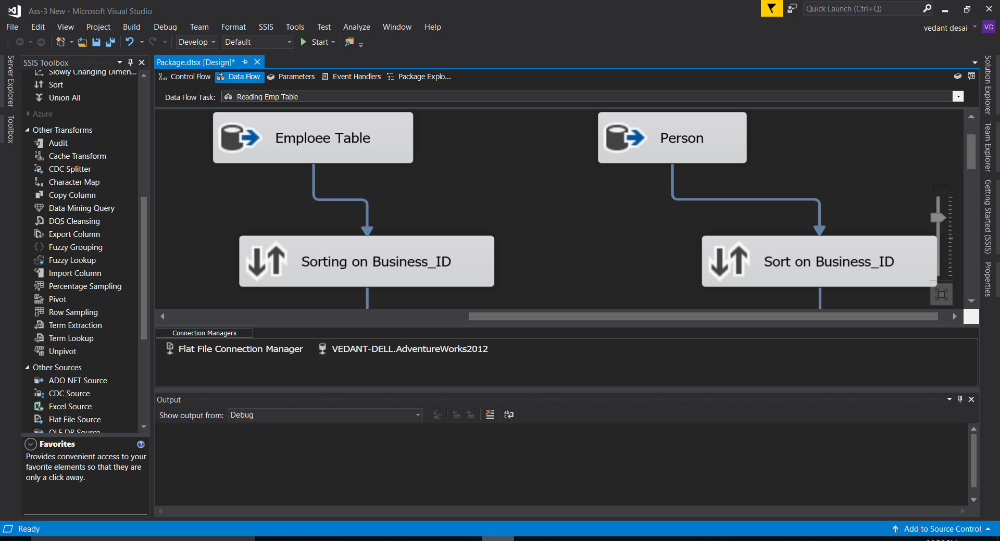 Ass-3 New - Microsoft Visual Studio
Quick Launch (Ctrl+Q)
File Edit View Project Build Debug Team Format SSIS Tools Test Analyze Window Help
vedant desai VD
Develop Default Start
Server Explorer
Toolbox
SSIS Toolbox
Slowly Changing Dimen...
Sort
Union All
Azure
Other Transforms
Audit
Cache Transform
CDC Splitter
Character Map
Copy Column
Data Mining Query
DQS Cleansing
Export Column
Fuzzy Grouping
Fuzzy Lookup
Import Column
Percentage Sampling
Pivot
Row Sampling
Term Extraction
Term Lookup
Unpivot
Other Sources
ADO NET Source
CDC Source
Excel Source
Flat File Source
OLE DB Source
Favorites
Provides convenient access to your
favorite elements so that they are
only a click away.
Package.dtsx [Design]*
Control Flow Data Flow Parameters Event Handlers Package Explo...
Data Flow Task: Reading Emp Table
Emploee Table
Person
150%
Sorting on Business_ID
Sort on Business_ID
Connection Managers
Flat File Connection Manager VEDANT-DELL.AdventureWorks2012
Output
Show output from: Debug
Solution Explorer
Team Explorer
Getting Started (SSIS)
Properties
Ready
Add to Source Control